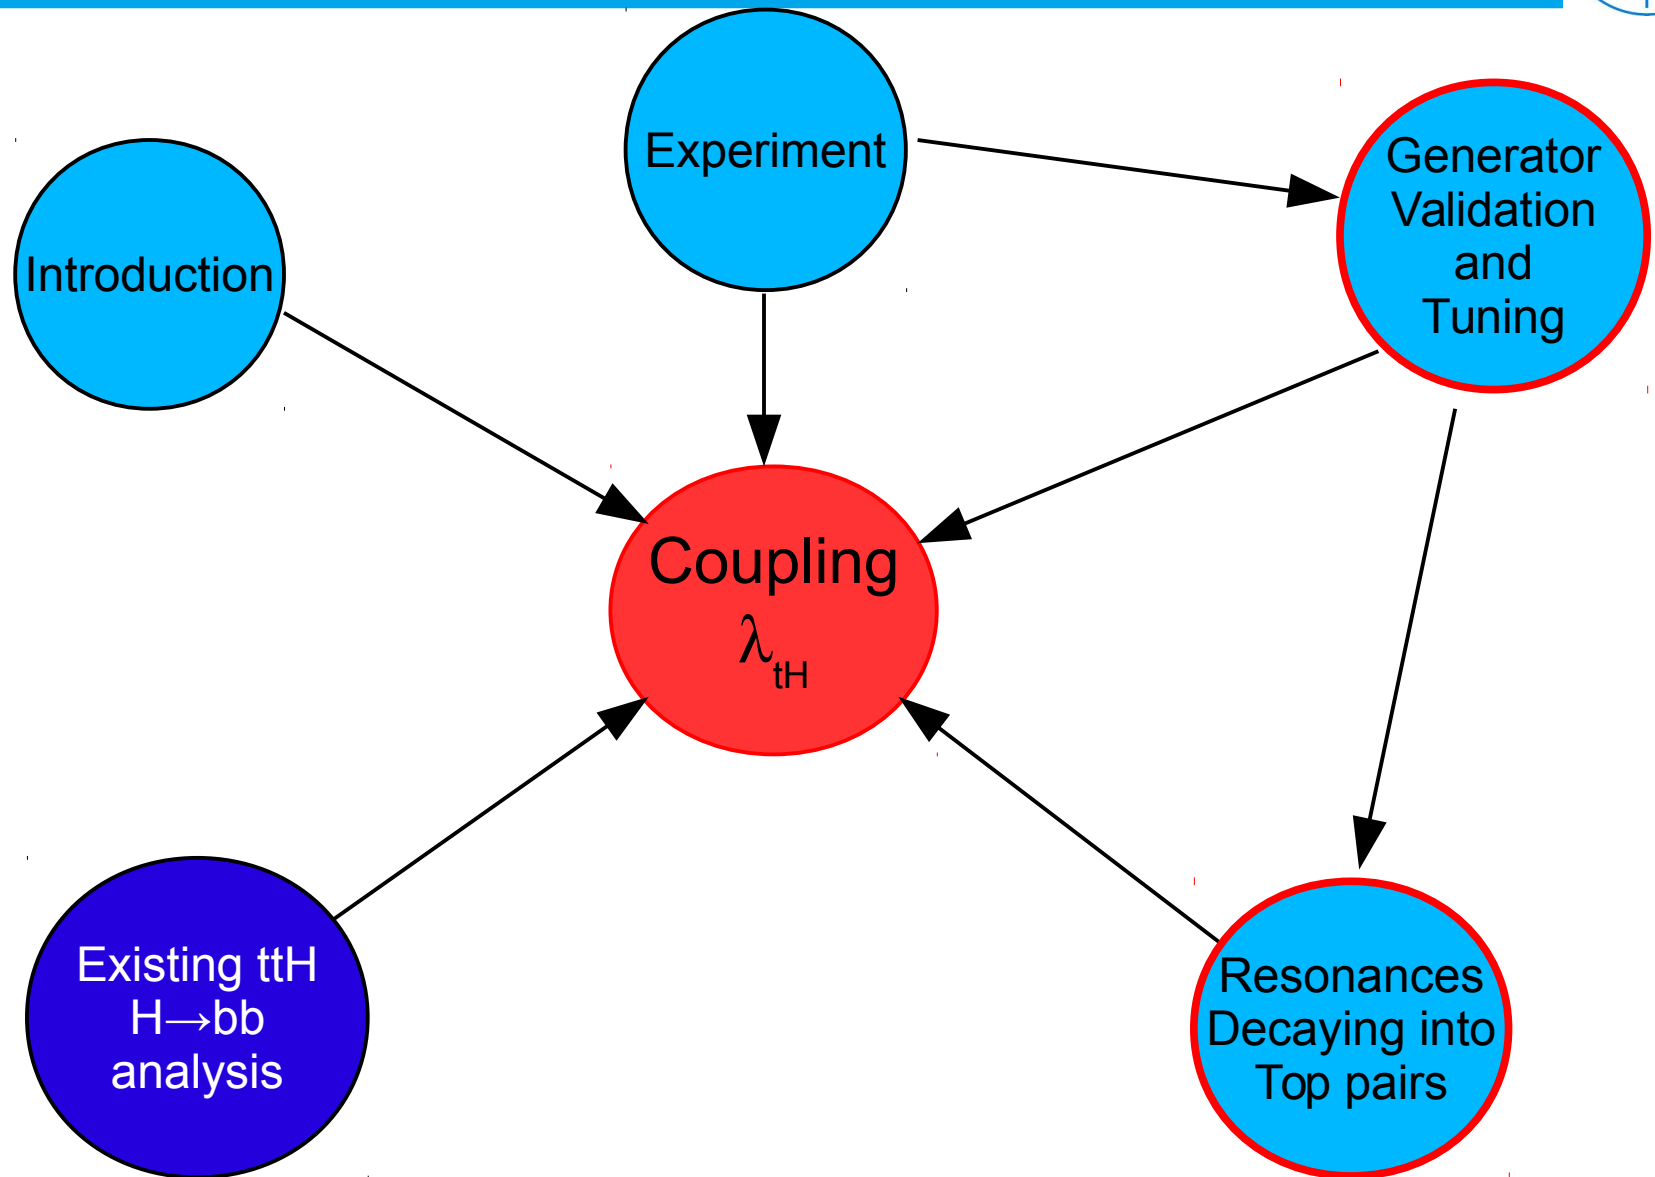 Experiment
Generator
Validation
and
Tuning
Introduction
Coupling
λtH
Existing ttH
H→bb
analysis
Resonances
Decaying into
Top pairs